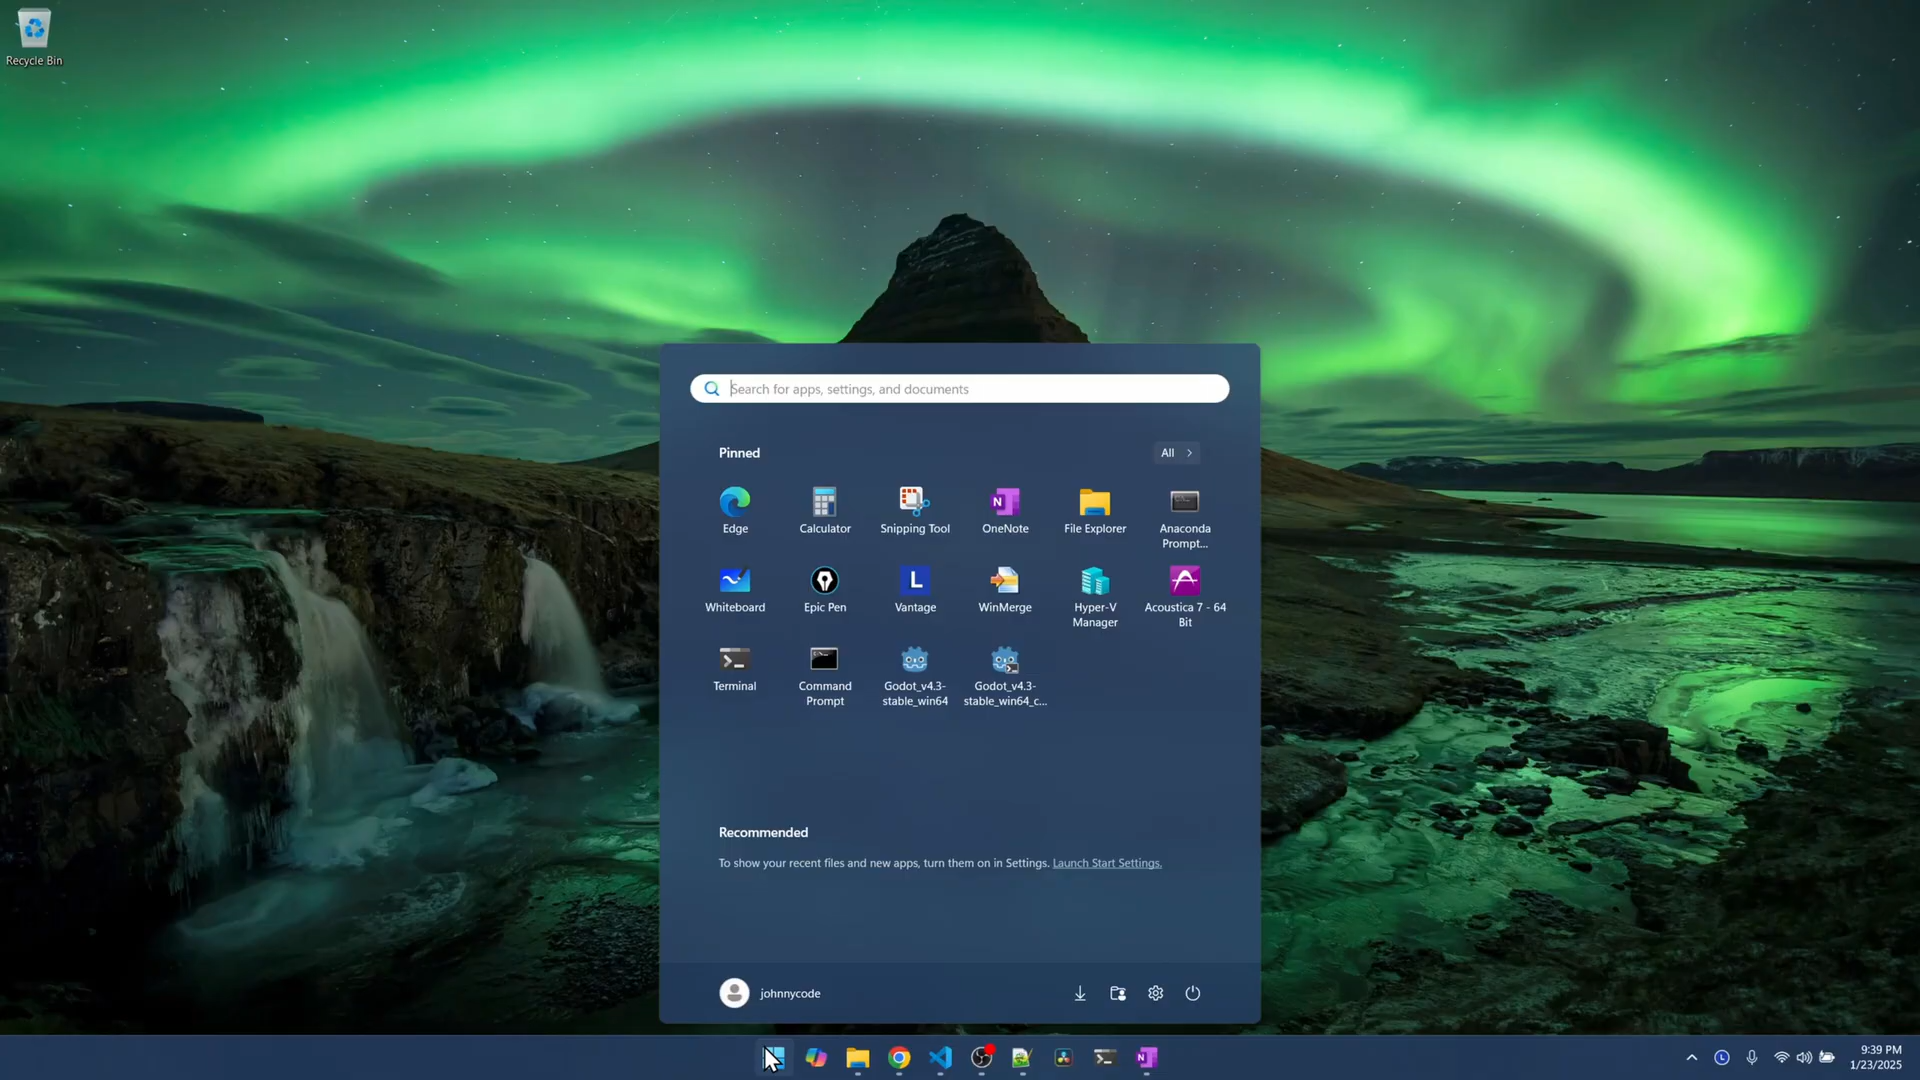 Recycle Bin
Search for apps, settings, and documents
Pinned
All
Edge
Calculator
Snipping Tool
OneNote
File Explorer
Anaconda
Prompt...
Whiteboard
Epic Pen
Vantage
WinMerge
Hyper-V
Manager
Acoustica 7 - 64
Bit
Terminal
Command
Prompt
Godot_v4.3-
stable_win64
Godot_v4.3-
stable_win64_c...
Recommended
To show your recent files and new apps, turn them on in Settings. Launch Start Settings.
johnnycode
9:39 PM
1/23/2025